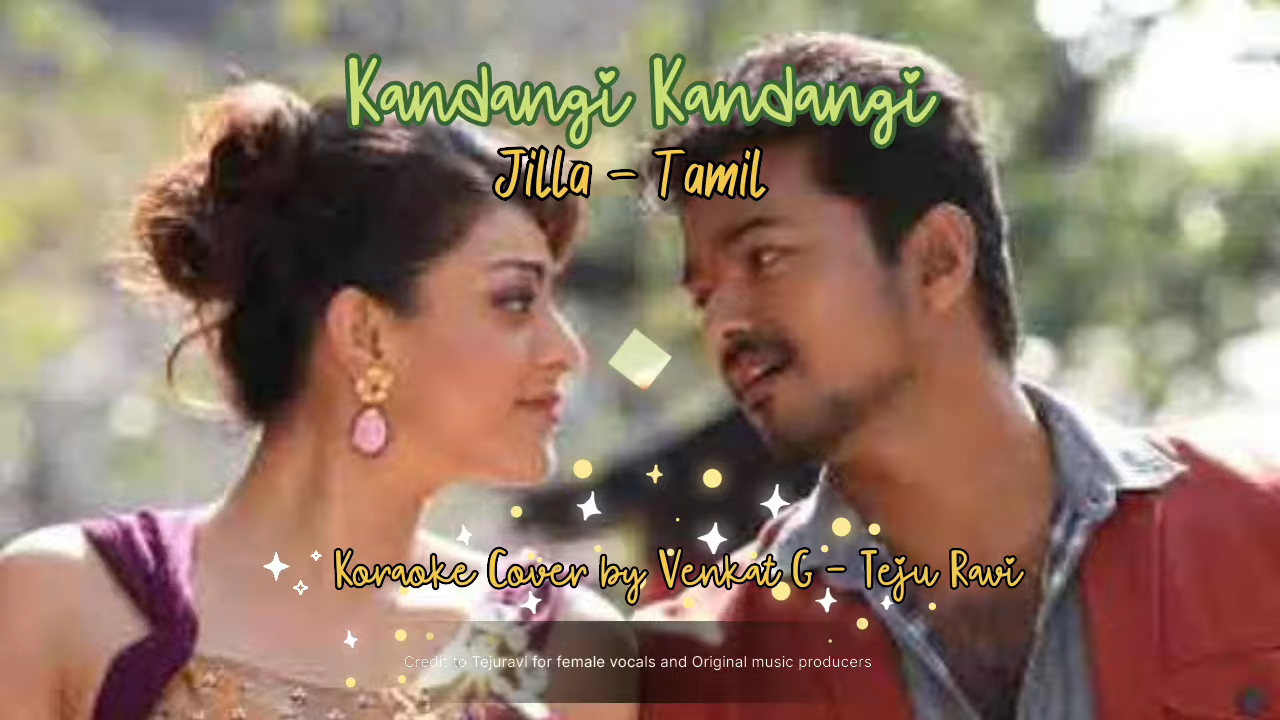 Kandangi Kandangi
Jilla - Tamil
Koraoke Cover by Venkat G - Teju Ravi
Credit to Tejuravi for female vocals and Original music producers